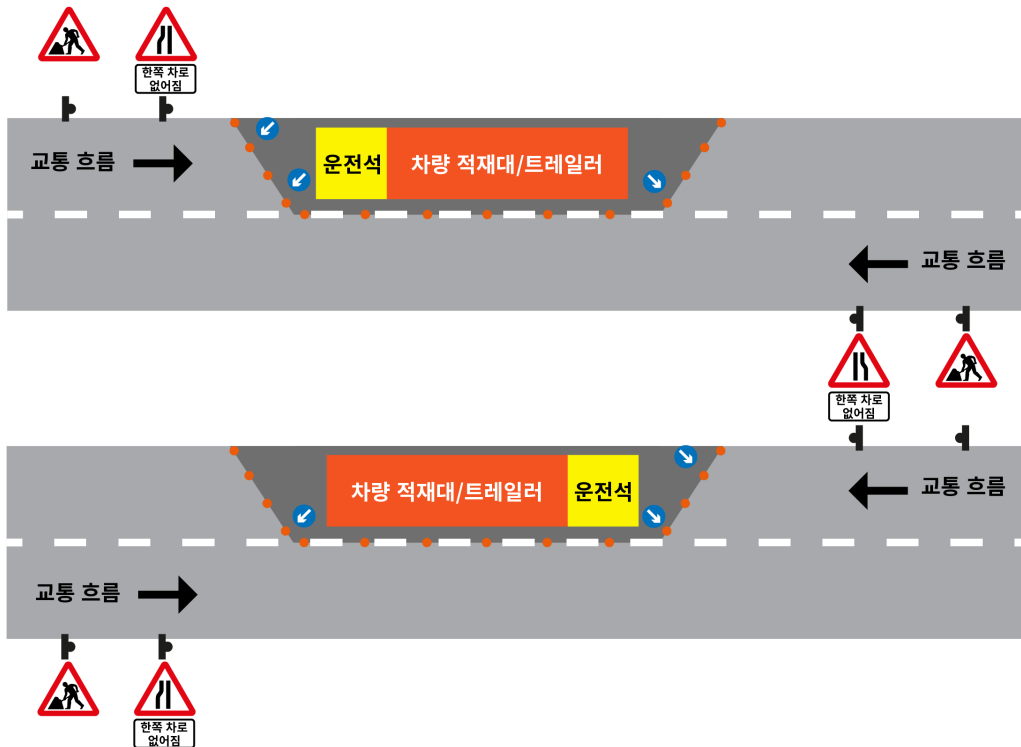 한쪽 차로
없어짐
교통 흐름
운전석
차량 적재대/트레일러
교통 흐름
한쪽 차로
없어짐
차량 적재대/트레일러
운전석
교통 흐름
교통 흐름
한쪽 차로
없어짐